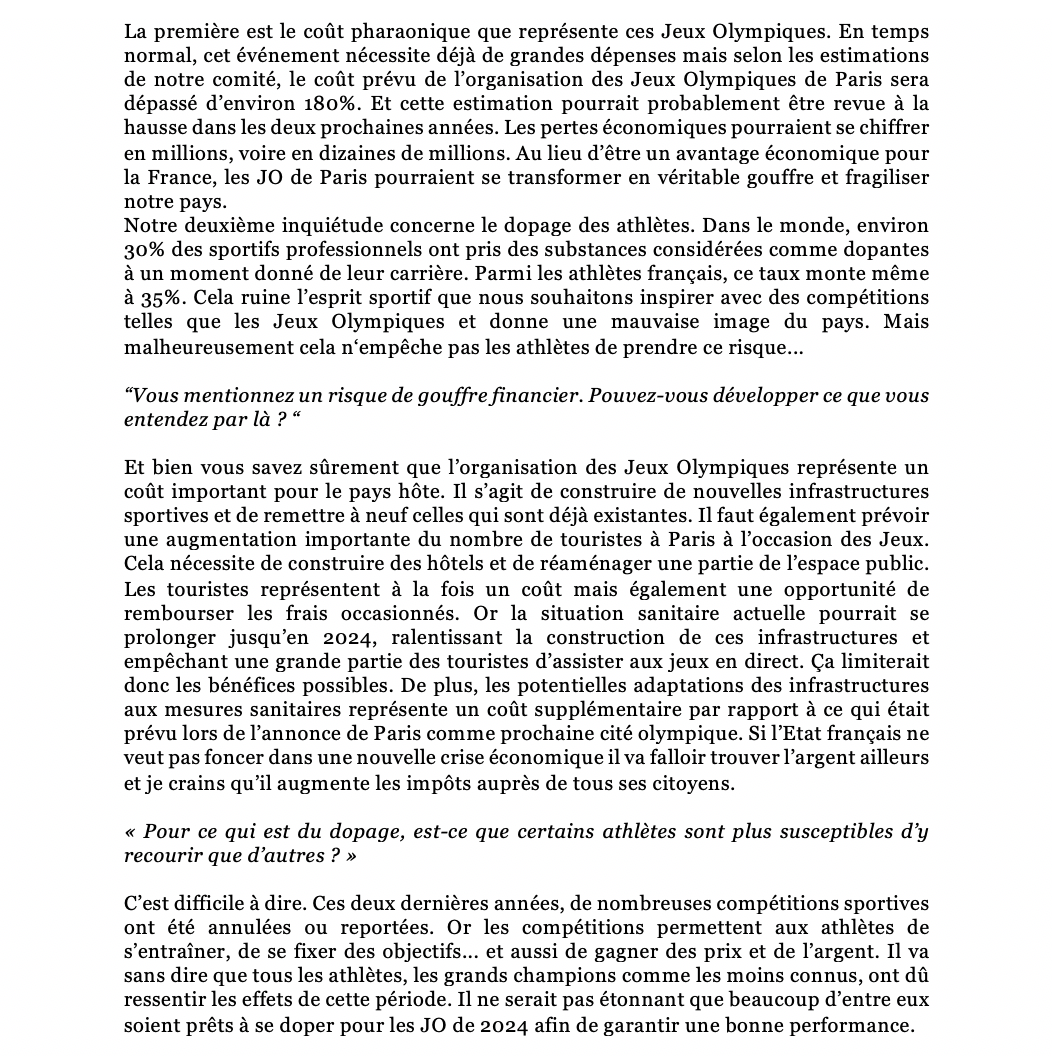 La première est le coût pharaonique que représente ces Jeux Olympiques. En temps
normal, cet événement nécessite déjà de grandes dépenses mais selon les estimations
de notre comité, le coût prévu de l’organisation des Jeux Olympiques de Paris sera
dépassé d’environ 180%. Et cette estimation pourrait probablement être revue à la
hausse dans les deux prochaines années. Les pertes économiques pourraient se chiffrer
en millions, voire en dizaines de millions. Au lieu d’être un avantage économique pour
la France, les JO de Paris pourraient se transformer en véritable gouffre et fragiliser
notre pays.
Notre deuxième inquiétude concerne le dopage des athlètes. Dans le monde, environ
30% des sportifs professionnels ont pris des substances considérées comme dopantes
à un moment donné de leur carrière. Parmi les athlètes français, ce taux monte même
à 35%. Cela ruine l’esprit sportif que nous souhaitons inspirer avec des compétitions
telles que les Jeux Olympiques et donne une mauvaise image du pays. Mais
malheureusement cela n‘empêche pas les athlètes de prendre ce risque...
“Vous mentionnez un risque de gouffre financier. Pouvez-vous développer ce que vous
entendez par là ? “
Et bien vous savez sûrement que l’organisation des Jeux Olympiques représente un
coût important pour le pays hôte. Il s’agit de construire de nouvelles infrastructures
sportives et de remettre à neuf celles qui sont déjà existantes. Il faut également prévoir
une augmentation importante du nombre de touristes à Paris à l’occasion des Jeux.
Cela nécessite de construire des hôtels et de réaménager une partie de l’espace public.
Les touristes représentent à la fois un coût mais également une opportunité de
rembourser les frais occasionnés. Or la situation sanitaire actuelle pourrait se
prolonger jusqu’en 2024, ralentissant la construction de ces infrastructures et
empêchant une grande partie des touristes d’assister aux jeux en direct. Ça limiterait
donc les bénéfices possibles. De plus, les potentielles adaptations des infrastructures
aux mesures sanitaires représente un coût supplémentaire par rapport à ce qui était
prévu lors de l’annonce de Paris comme prochaine cité olympique. Si l’Etat français ne
veut pas foncer dans une nouvelle crise économique il va falloir trouver l’argent ailleurs
et je crains qu’il augmente les impôts auprès de tous ses citoyens.
« Pour ce qui est du dopage, est-ce que certains athlètes sont plus susceptibles d’y
recourir que d’autres ? »
C’est difficile à dire. Ces deux dernières années, de nombreuses compétitions sportives
ont été annulées ou reportées. Or les compétitions permettent aux athlètes de
s’entraîner, de se fixer des objectifs... et aussi de gagner des prix et de l’argent. Il va
sans dire que tous les athlètes, les grands champions comme les moins connus, ont dû
ressentir les effets de cette période. Il ne serait pas étonnant que beaucoup d’entre eux
soient prêts à se doper pour les JO de 2024 afin de garantir une bonne performance.